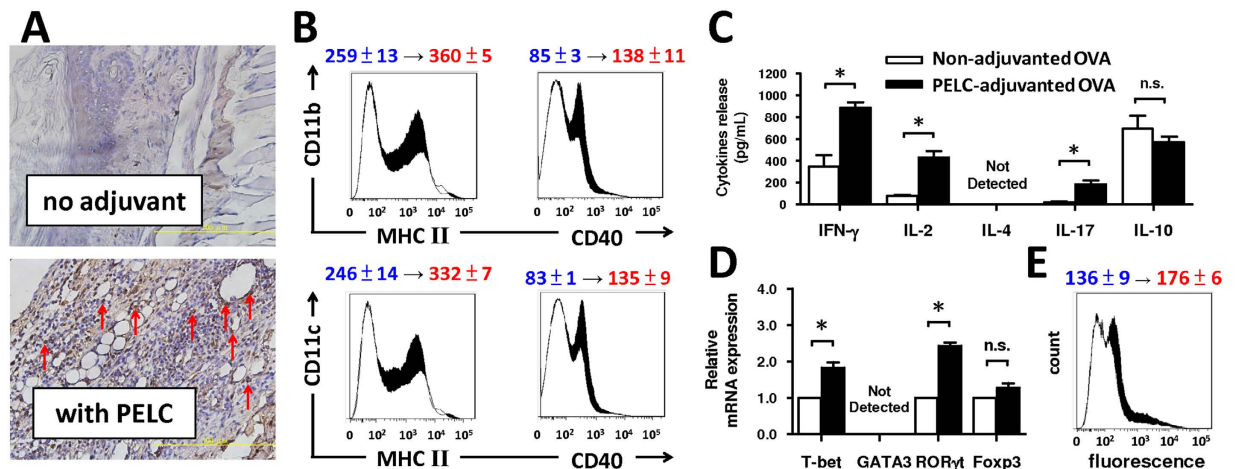 A
no adjuvant
with PELC
B
259 ± 13 → 360 ± 5
85 ± 3 → 138 ± 11
CD11b
0 10² 10³ 10⁴ 10⁵
0 10² 10³ 10⁴ 10⁵
MHC II
CD40
246 ± 14 → 332 ± 7
83 ± 1 → 135 ± 9
CD11c
0 10² 10³ 10⁴ 10⁵
0 10² 10³ 10⁴ 10⁵
MHC II
CD40
C
Non-adjuvanted OVA
PELC-adjuvanted OVA
Cytokines release
(pg/mL)
1200
1000
800
600
400
200
0
*
*
Not
Detected
*
n.s.
IFN-γ IL-2 IL-4 IL-17 IL-10
D
Relative
mRNA expression
4.0
3.0
2.0
1.0
0.0
*
Not
Detected
*
n.s.
T-bet GATA3 RORγt Foxp3
E
136 ± 9 → 176 ± 6
count
0 10² 10³ 10⁴ 10⁵
fluorescence